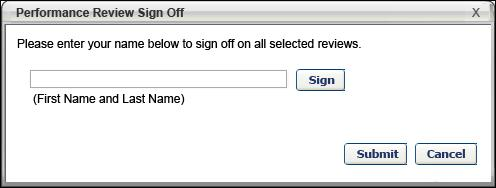 Performance Review Sign Off X
Please enter your name below to sign off on all selected reviews.
Sign
(First Name and Last Name)
Submit Cancel